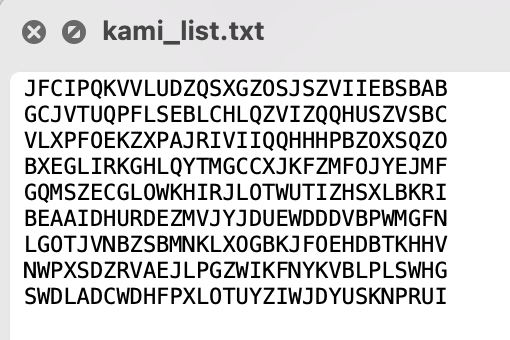 kami_list.txt
JFCIPQKVVLUDZQSXGZOSJSZVIIEBSBAB
GCJVTUQPFLSEBLCHLQZVIZQQHUSZVSBC
VLXPFOEKZXPAJRIVIIQQHHHPBZOXSQZO
BXEGLIRKGHLQYTMGCCXJKFZMFOJYEJMF
GQMSZECGLOWKHIRJLOTWUTIZHSXLBKRI
BEAAIDHURDEZMVJYJDUEWDDDVBPWMGFN
LGOTJVNBZSBMNKLXOGBKJFOEHDBTKHHV
NWPXSDZRVAEJLPGZWIKFNYKVBLPLSWHG
SWDLADCWDHFPXLOTUYZIWJDYUSKNPRUI